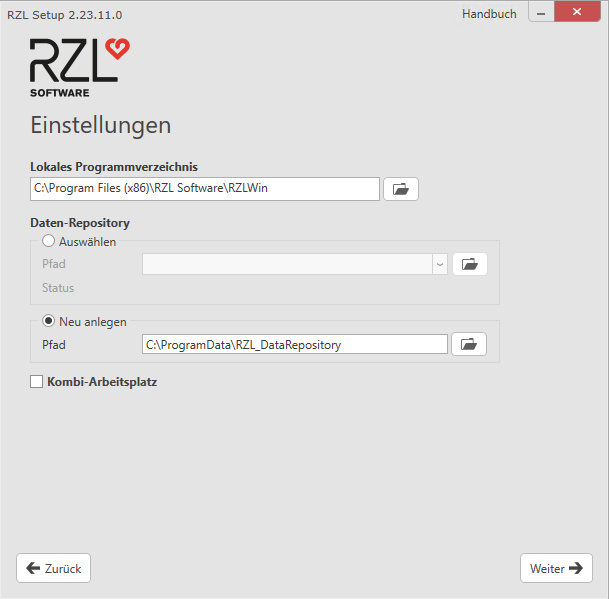 RZL Setup 2.23.11.0
Handbuch
RZL
SOFTWARE
Einstellungen
Lokales Programmverzeichnis
C:\Program Files (x86)\RZL Software\RZLWin
Daten-Repository
Auswählen
Pfad
Status
Neu anlegen
Pfad C:\ProgramData\RZL_DataRepository
Kombi-Arbeitsplatz
Zurück
Weiter